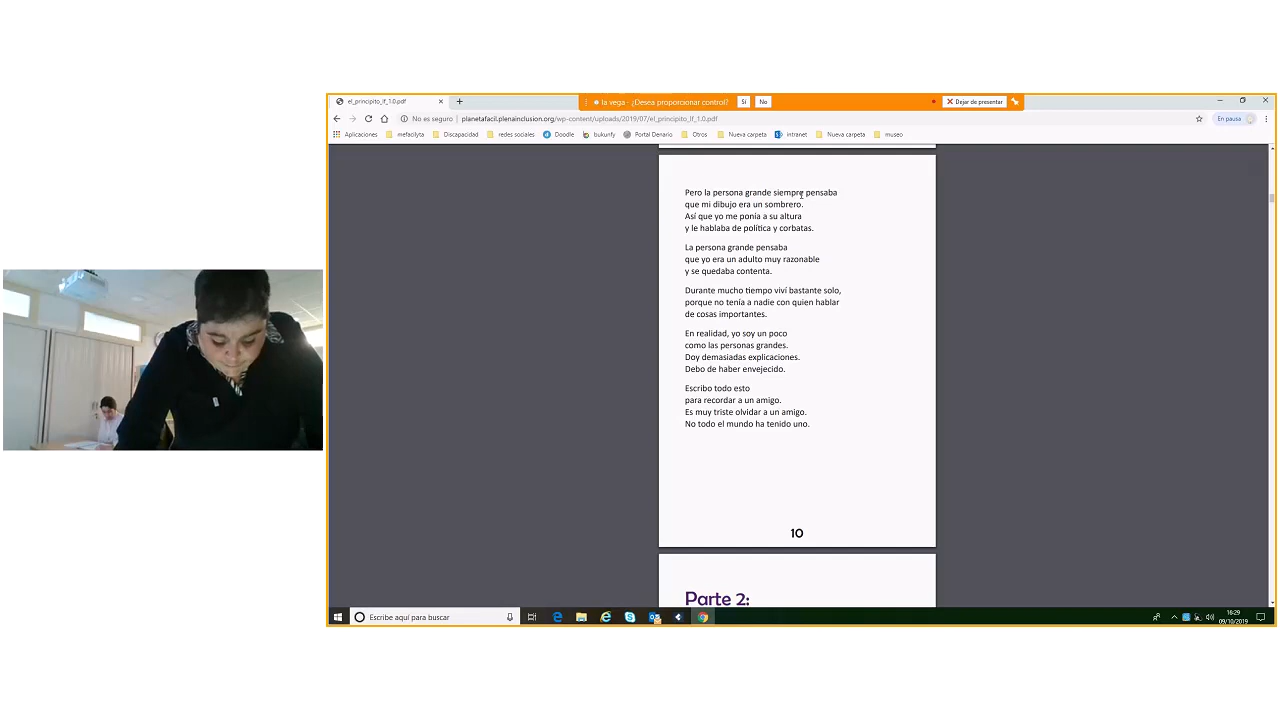 el_principito_lf_1.0.pdf
la vega - ¿Desea proporcionar control?
Sí
No
Dejar de presentar
No es seguro
planetafacil.plenainclusion.org/wp-content/uploads/2019/07/el_principito_lf_1.0.pdf
En pausa
Aplicaciones
mefacilyta
Discapacidad
redes sociales
Doodle
bukunfy
Portal Denario
Otros
Nueva carpeta
intranet
Nueva carpeta
museo
Pero la persona grande siempre pensaba
que mi dibujo era un sombrero.
Así que yo me ponía a su altura
y le hablaba de política y corbatas.
La persona grande pensaba
que yo era un adulto muy razonable
y se quedaba contenta.
Durante mucho tiempo viví bastante solo,
porque no tenía a nadie con quien hablar
de cosas importantes.
En realidad, yo soy un poco
como las personas grandes.
Doy demasiadas explicaciones.
Debo de haber envejecido.
Escribo todo esto
para recordar a un amigo.
Es muy triste olvidar a un amigo.
No todo el mundo ha tenido uno.
10
Parte 2:
Escribe aquí para buscar
16:29
09/10/2019